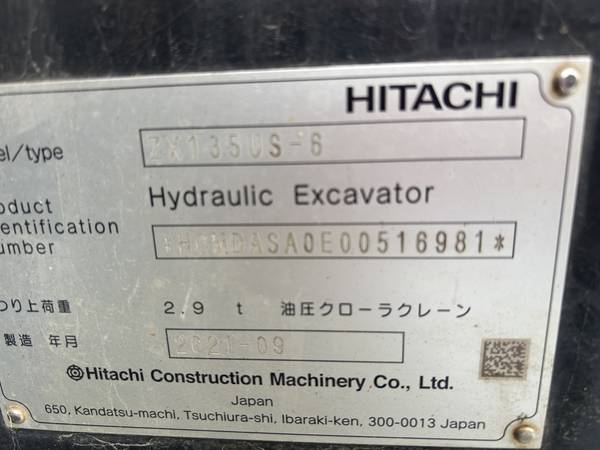 HITACHI
el/type ZX135US-6
Hydraulic Excavator
oduct
entification
umber *HCMDASA0E00516981*
つり上荷重 2.9 t 油圧クローラクレーン
製造 年月 2021-09
Hitachi Construction Machinery Co., Ltd.
Japan
650, Kandatsu-machi, Tsuchiura-shi, Ibaraki-ken, 300-0013 Japan